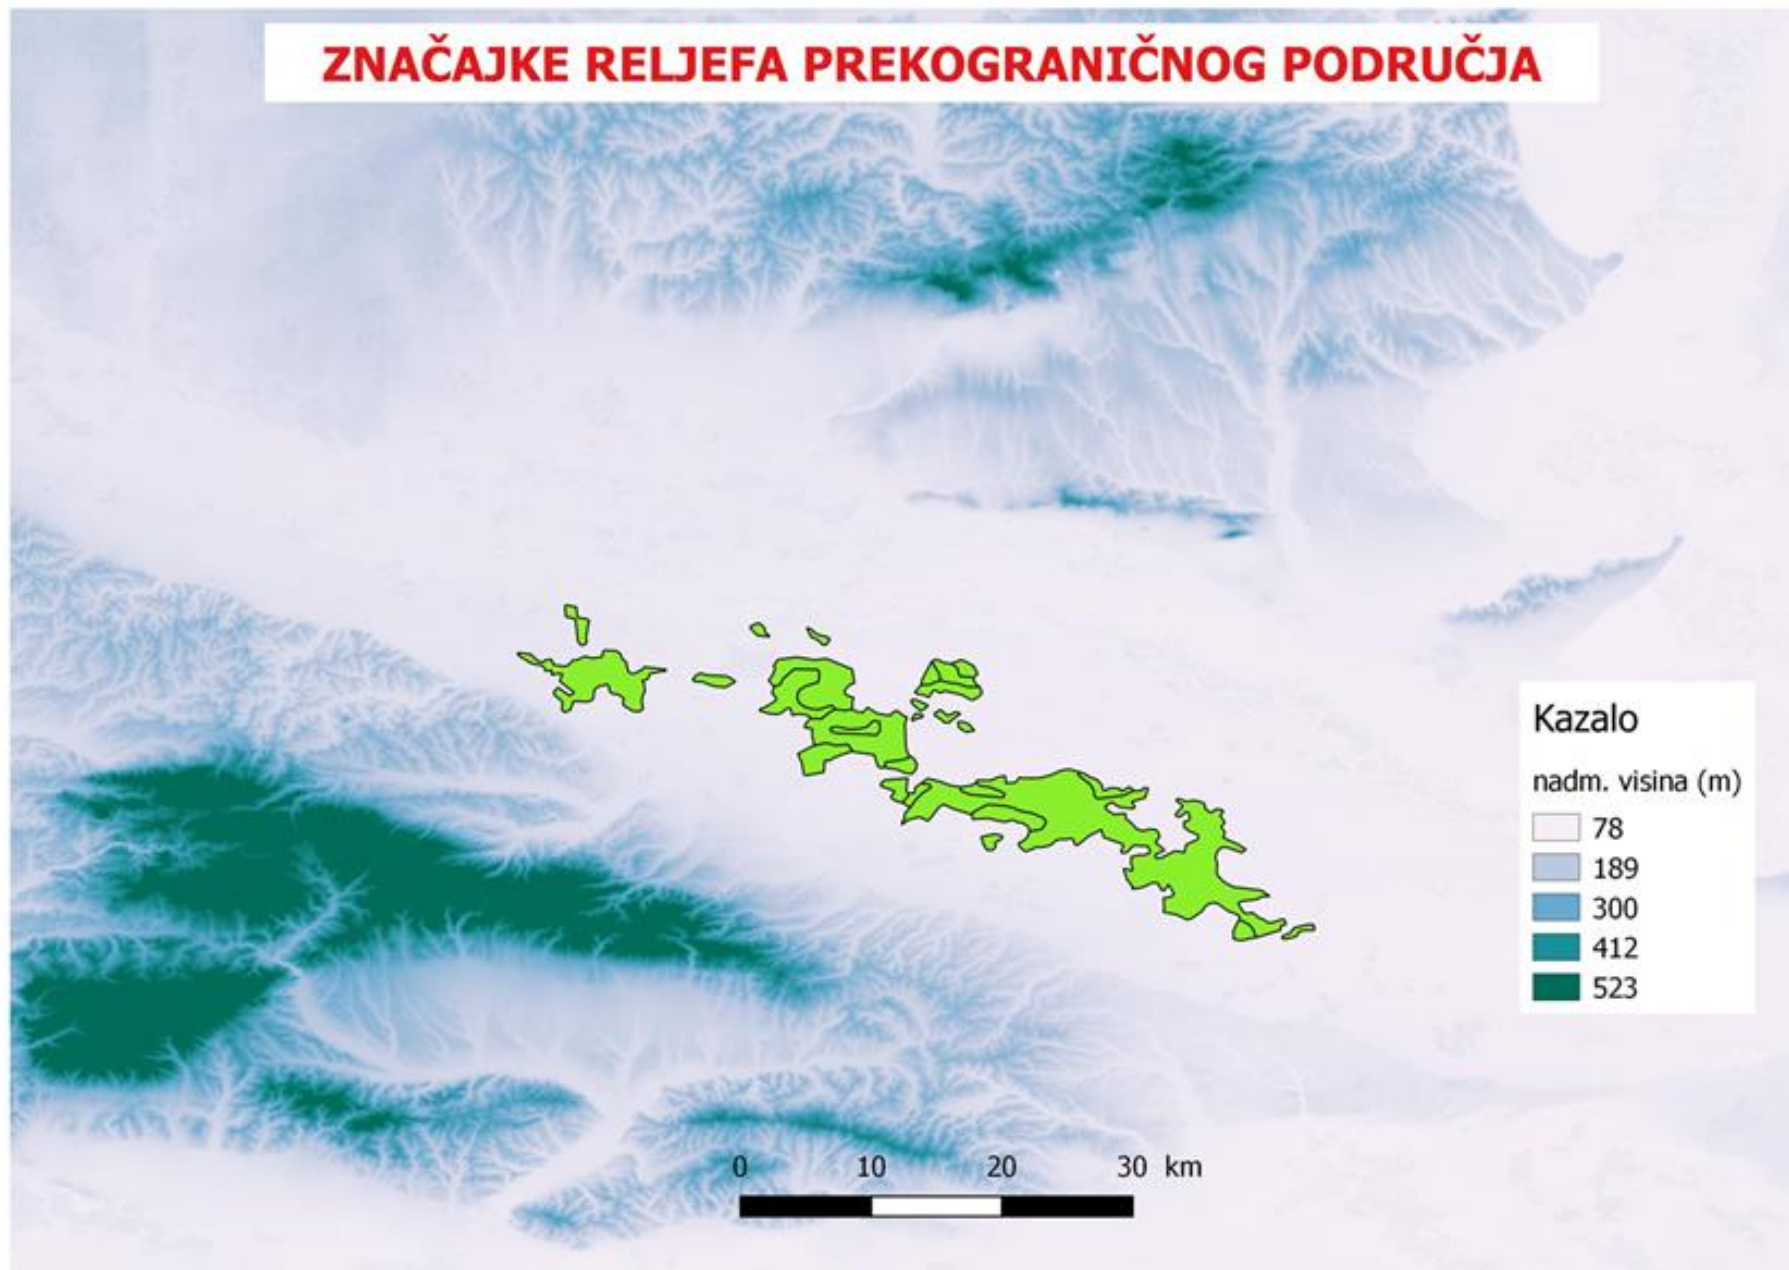 ZNAČAJKE RELJEFA PREKOGRANIČNOG PODRUČJA
Kazalo
nadm. visina (m)
78
189
300
412
523
0 10 20 30 km